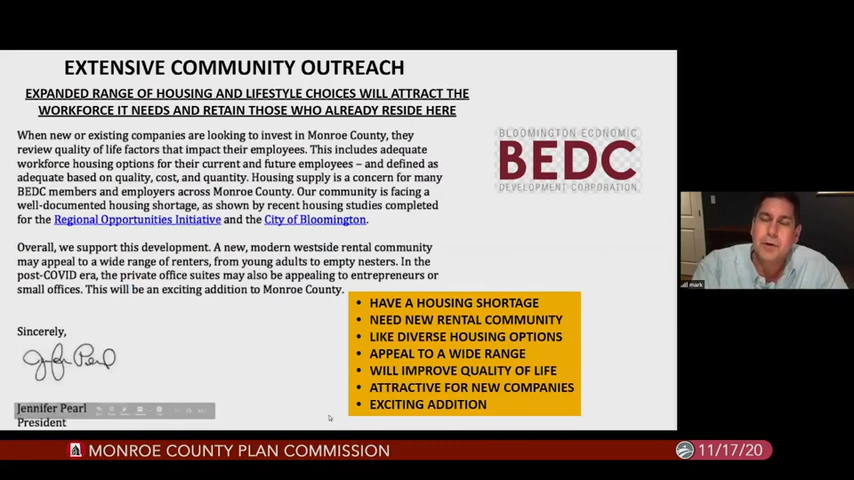 EXTENSIVE COMMUNITY OUTREACH
EXPANDED RANGE OF HOUSING AND LIFESTYLE CHOICES WILL ATTRACT THE
WORKFORCE IT NEEDS AND RETAIN THOSE WHO ALREADY RESIDE HERE
When new or existing companies are looking to invest in Monroe County, they
review quality of life factors that impact their employees. This includes adequate
workforce housing options for their current and future employees – and defined as
adequate based on quality, cost, and quantity. Housing supply is a concern for many
BEDC members and employers across Monroe County. Our community is facing a
well-documented housing shortage, as shown by recent housing studies completed
for the Regional Opportunities Initiative and the City of Bloomington.
Overall, we support this development. A new, modern westside rental community
may appeal to a wide range of renters, from young adults to empty nesters. In the
post-COVID era, the private office suites may also be appealing to entrepreneurs or
small offices. This will be an exciting addition to Monroe County.
Sincerely,
Jennifer Pearl
Jennifer Pearl
President
BLOOMINGTON ECONOMIC
BEDC
DEVELOPMENT CORPORATION
• HAVE A HOUSING SHORTAGE
• NEED NEW RENTAL COMMUNITY
• LIKE DIVERSE HOUSING OPTIONS
• APPEAL TO A WIDE RANGE
• WILL IMPROVE QUALITY OF LIFE
• ATTRACTIVE FOR NEW COMPANIES
• EXCITING ADDITION
mark
MONROE COUNTY PLAN COMMISSION
11/17/20